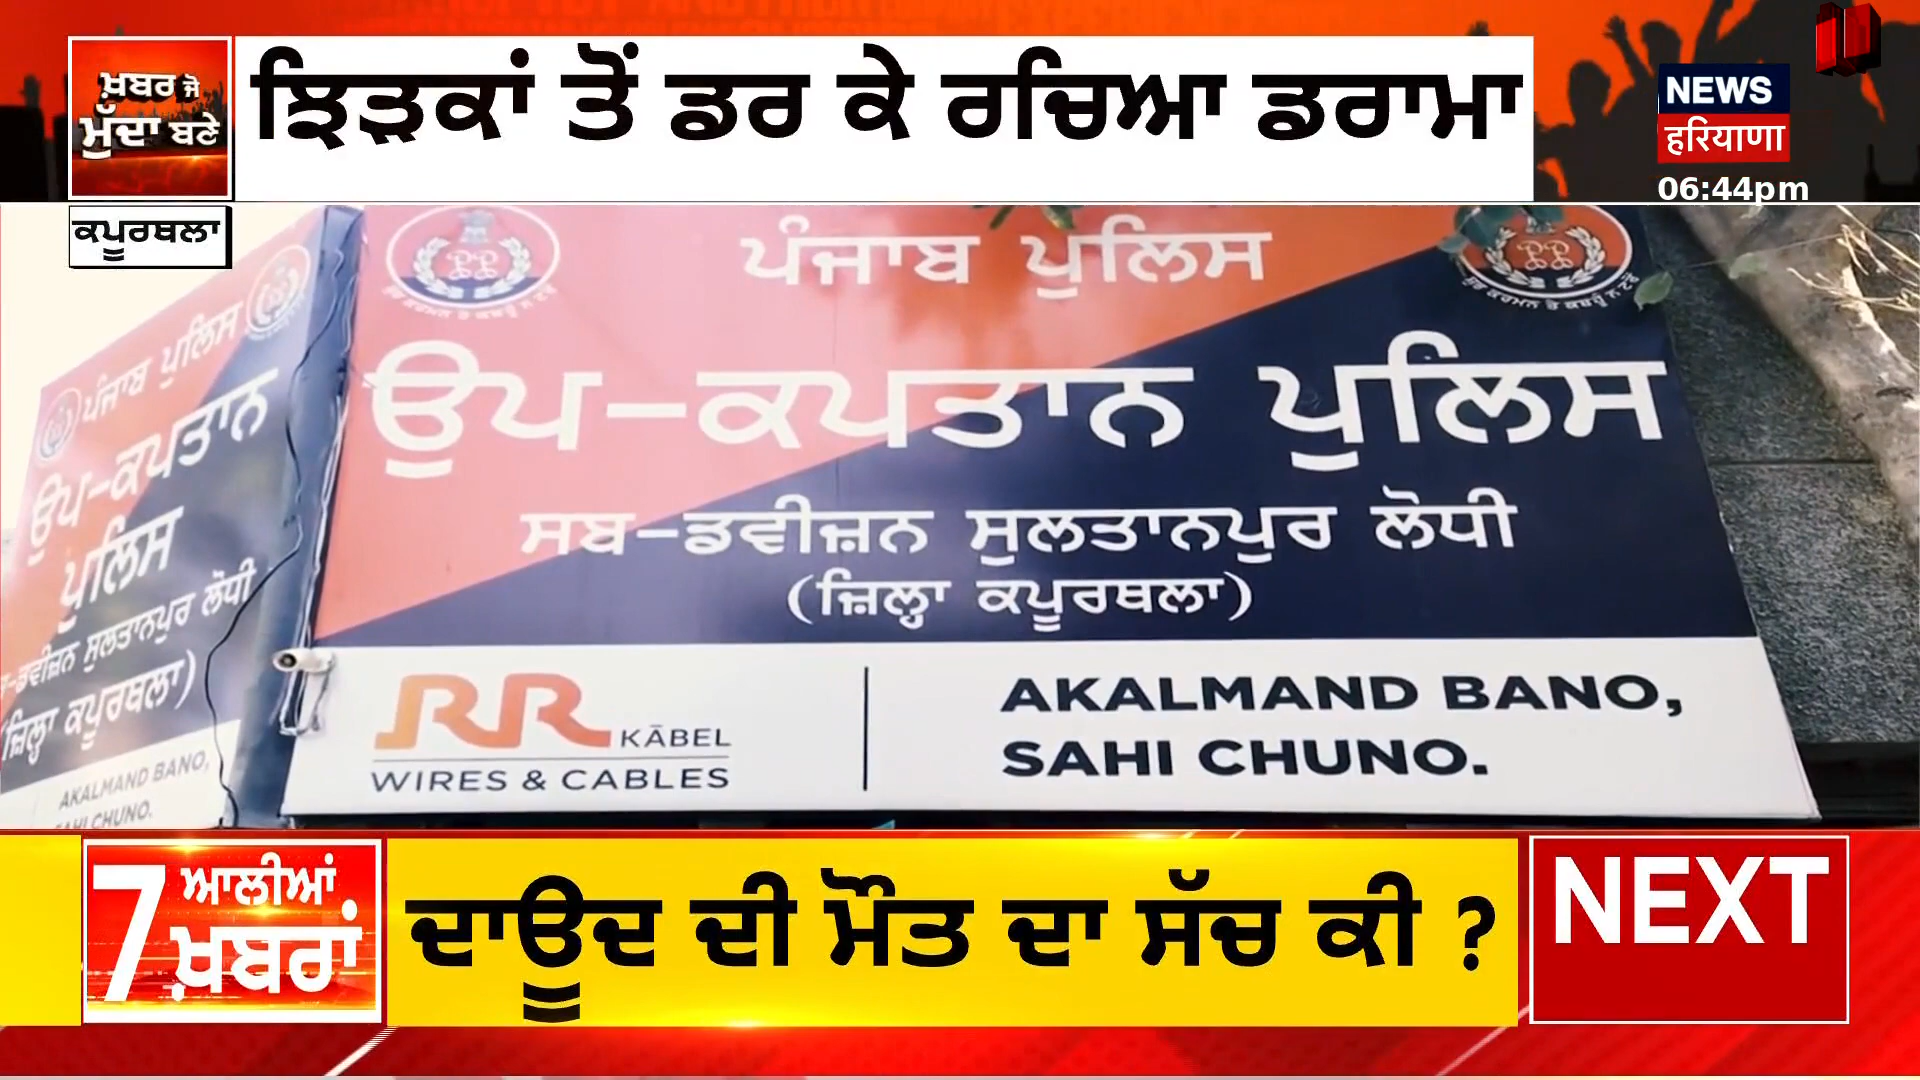 ਖ਼ਬਰ ਜੋ
ਮੁੱਦਾ ਬਣੇ
ਝਿੜਕਾਂ ਤੋਂ ਡਰ ਕੇ ਰਚਿਆ ਡਰਾਮਾ
NEWS
हरियाणा
06:44pm
ਕਪੂਰਥਲਾ
ਪੰਜਾਬ ਪੁਲਿਸ
ਉਪ-ਕਪਤਾਨ
ਪੁਲਿਸ
ਸੁਲਤਾਨਪੁਰ ਲੋਧੀ
ਕਪੂਰਥਲਾ)
AKALMAND BANO,
CHUNO.
ਪੰਜਾਬ ਪੁਲਿਸ
ਉਪ-ਕਪਤਾਨ ਪੁਲਿਸ
ਸਬ-ਡਵੀਜ਼ਨ ਸੁਲਤਾਨਪੁਰ ਲੋਧੀ
(ਜ਼ਿਲ੍ਹਾ ਕਪੂਰਥਲਾ)
RR KĀBEL
WIRES & CABLES
AKALMAND BANO,
SAHI CHUNO.
7 ਆਲੀਆਂ
ਖ਼ਬਰਾਂ
ਦਾਊਦ ਦੀ ਮੌਤ ਦਾ ਸੱਚ ਕੀ ?
NEXT